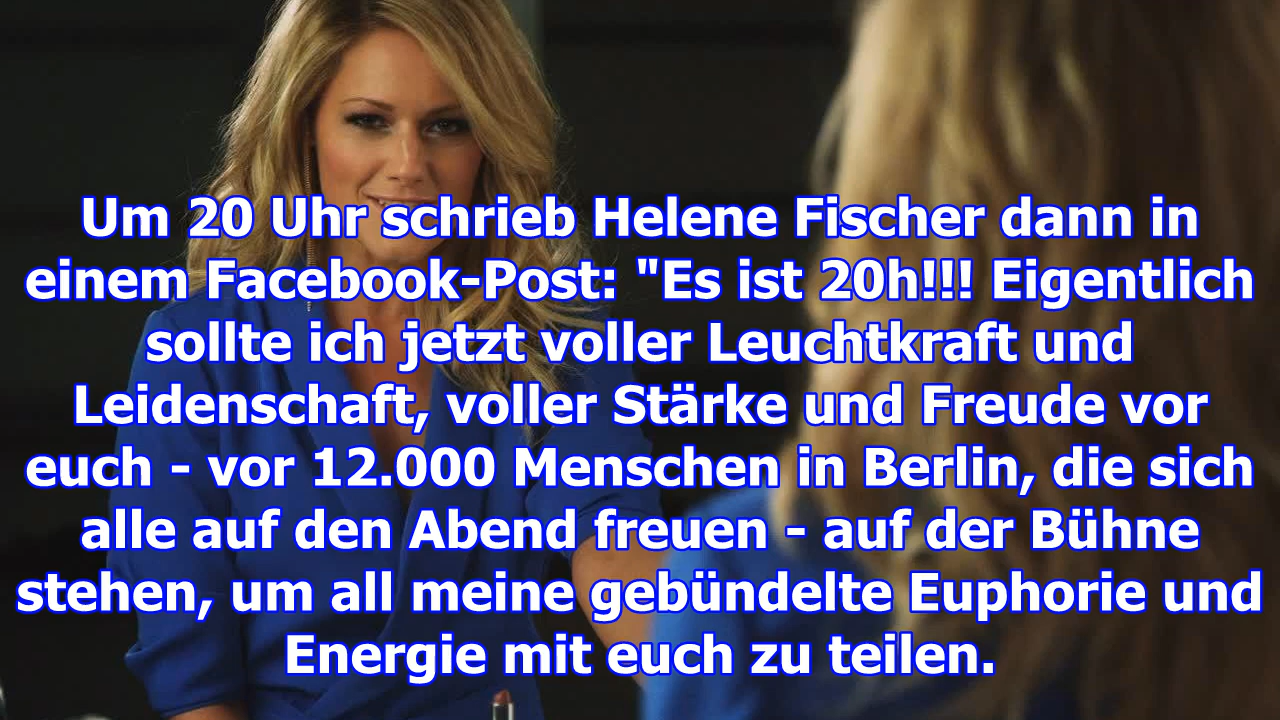 Um 20 Uhr schrieb Helene Fischer dann in
einem Facebook-Post: "Es ist 20h!!! Eigentlich
sollte ich jetzt voller Leuchtkraft und
Leidenschaft, voller Stärke und Freude vor
euch - vor 12.000 Menschen in Berlin, die sich
alle auf den Abend freuen - auf der Bühne
stehen, um all meine gebündelte Euphorie und
Energie mit euch zu teilen.